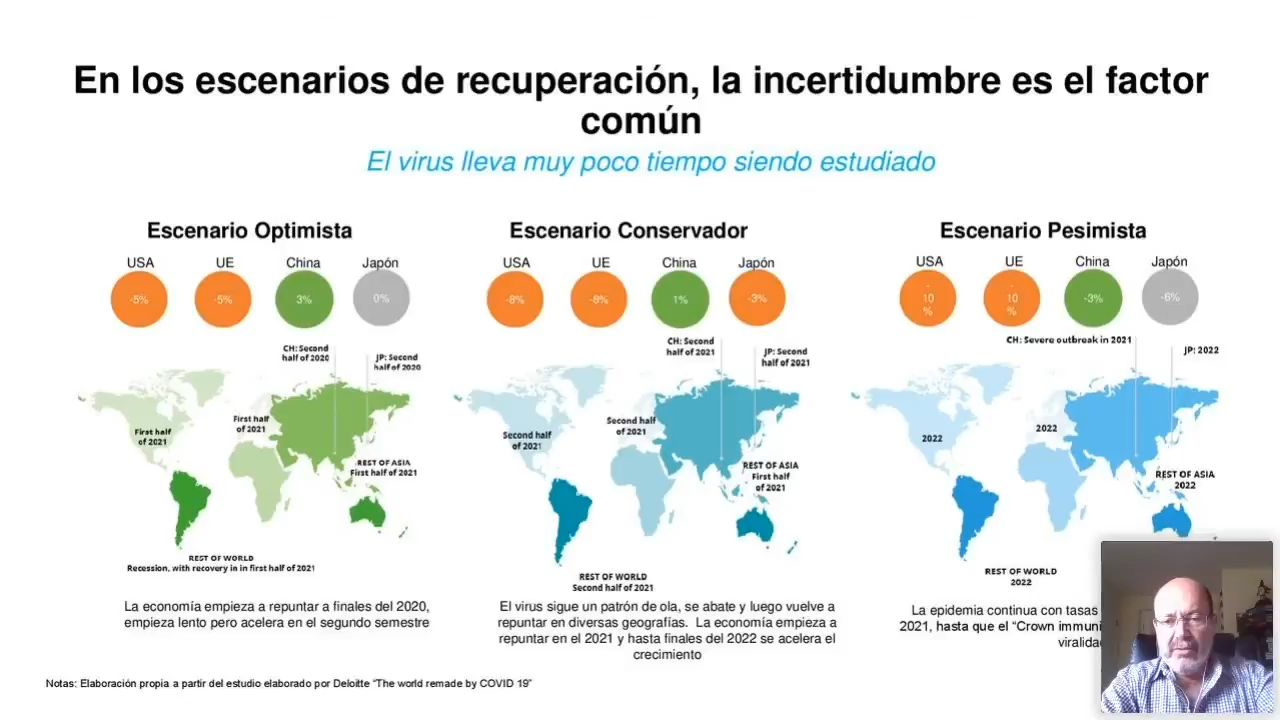 En los escenarios de recuperación, la incertidumbre es el factor
común
El virus lleva muy poco tiempo siendo estudiado
Escenario Optimista
USA
UE
China
Japón
-5%
-5%
3%
0%
CH: Second
half of 2020
JP: Second
half of 2020
First half
of 2021
First half
of 2021
REST OF ASIA
First half of 2021
REST OF WORLD
Recession, with recovery in in first half of 2021
La economía empieza a repuntar a finales del 2020,
empieza lento pero acelera en el segundo semestre
Escenario Conservador
USA
UE
China
Japón
-8%
-8%
1%
-3%
CH: Second
half of 2021
JP: Second
half of 2021
Second half
of 2021
Second half
of 2021
REST OF ASIA
First half
of 2021
REST OF WORLD
Second half of 2021
El virus sigue un patrón de ola, se abate y luego vuelve a
repuntar en diversas geografías. La economía empieza a
repuntar en el 2021 y hasta finales del 2022 se acelera el
crecimiento
Escenario Pesimista
USA
UE
China
Japón
-
10
%
-
10
%
-3%
-6%
CH: Severe outbreak in 2021
JP: 2022
2022
2022
REST OF ASIA
2022
REST OF WORLD
2022
La epidemia continua con tasas
2021, hasta que el “Crown
Notas: Elaboración propia a partir del estudio elaborado por Deloitte “The world remade by COVID 19”